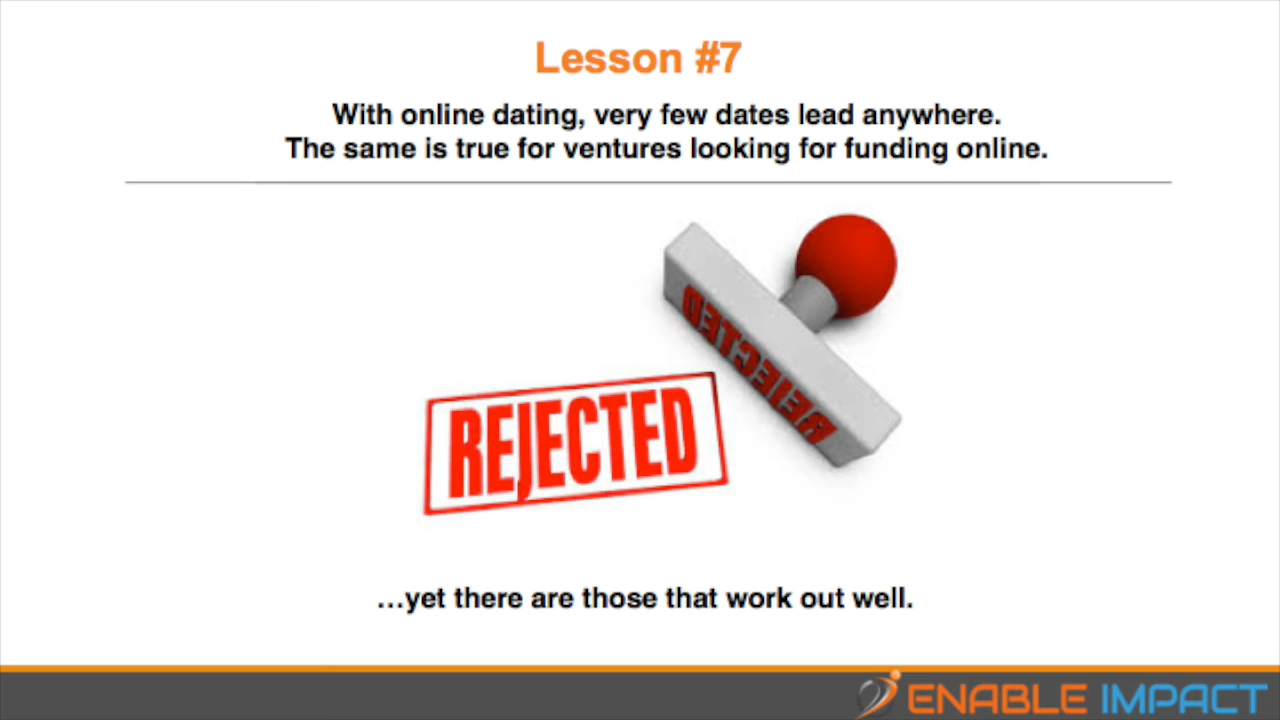 Lesson #7
With online dating, very few dates lead anywhere.
The same is true for ventures looking for funding online.
REJECTED
REJECTED
…yet there are those that work out well.
ENABLE IMPACT